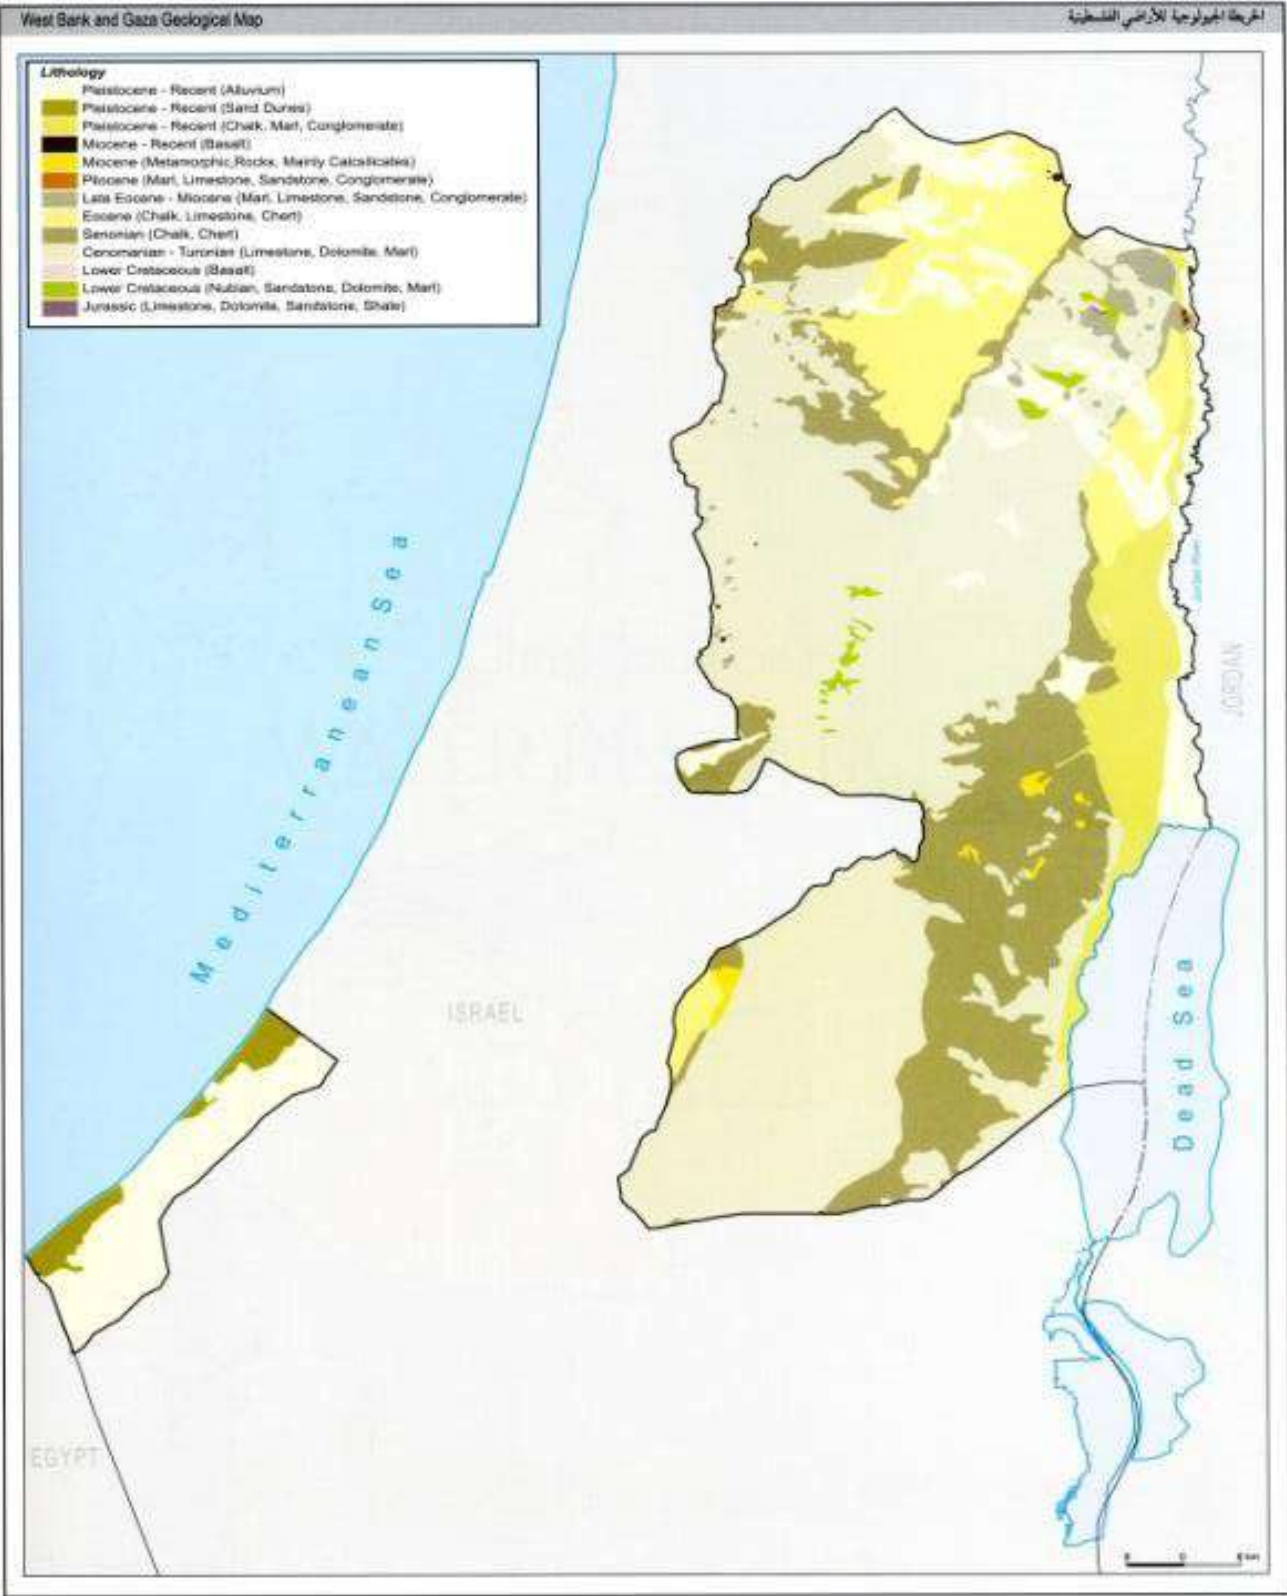 West Bank and Gaza Geological Map
الخريطة الجيولوجية للأراضي الفلسطينية
Lithology
Pleistocene - Recent (Alluvium)
Pleistocene - Recent (Sand Dunes)
Pleistocene - Recent (Chalk, Marl, Conglomerate)
Miocene - Recent (Basalt)
Miocene (Metamorphic Rocks, Mainly Calcsilicates)
Pliocene (Marl, Limestone, Sandstone, Conglomerate)
Late Eocene - Miocene (Marl, Limestone, Sandstone, Conglomerate)
Eocene (Chalk, Limestone, Chert)
Senonian (Chalk, Chert)
Cenomanian - Turonian (Limestone, Dolomite, Marl)
Lower Cretaceous (Basalt)
Lower Cretaceous (Nubian, Sandstone, Dolomite, Marl)
Jurassic (Limestone, Dolomite, Sandstone, Shale)
Mediterranean Sea
Jordan River
JORDAN
ISRAEL
Dead Sea
EGYPT